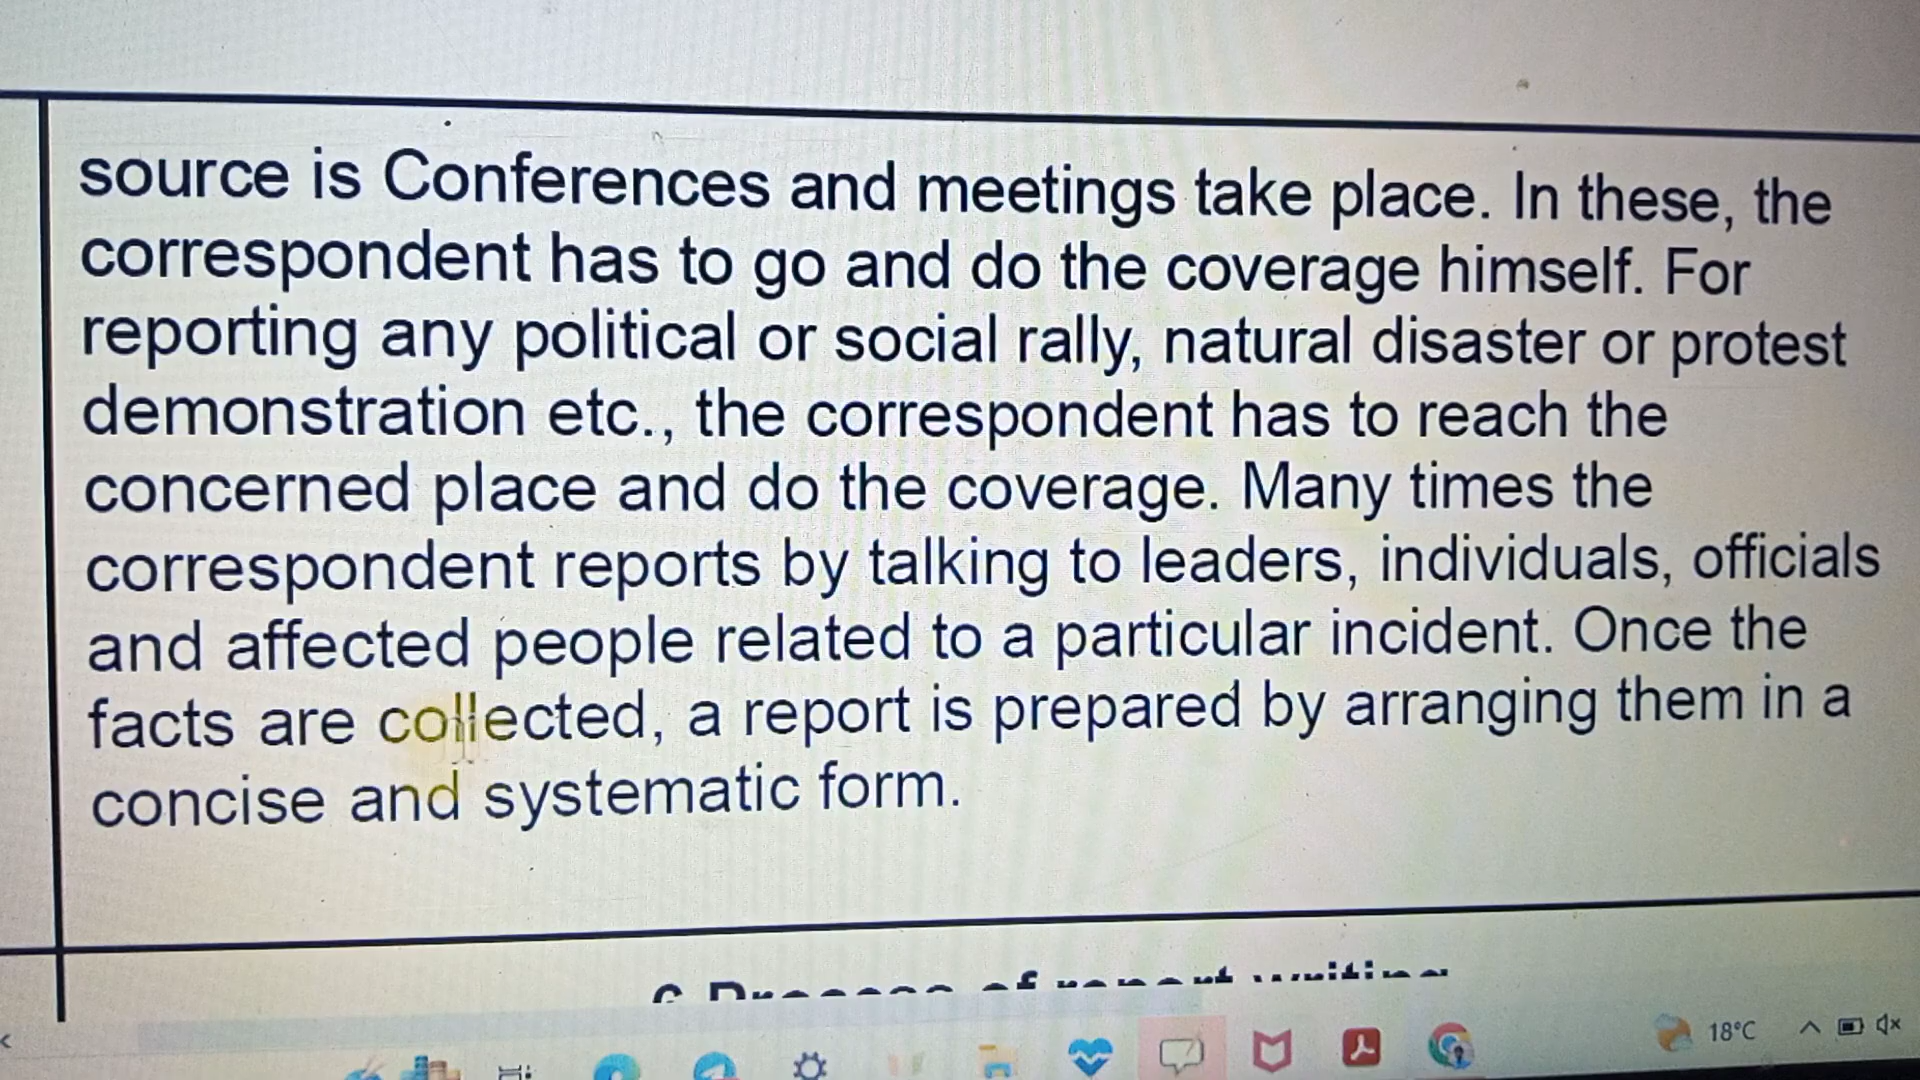 source is Conferences and meetings take place. In these, the
correspondent has to go and do the coverage himself. For
reporting any political or social rally, natural disaster or protest
demonstration etc., the correspondent has to reach the
concerned place and do the coverage. Many times the
correspondent reports by talking to leaders, individuals, officials
and affected people related to a particular incident. Once the
facts are collected, a report is prepared by arranging them in a
concise and systematic form.
Process of report writing
18°C